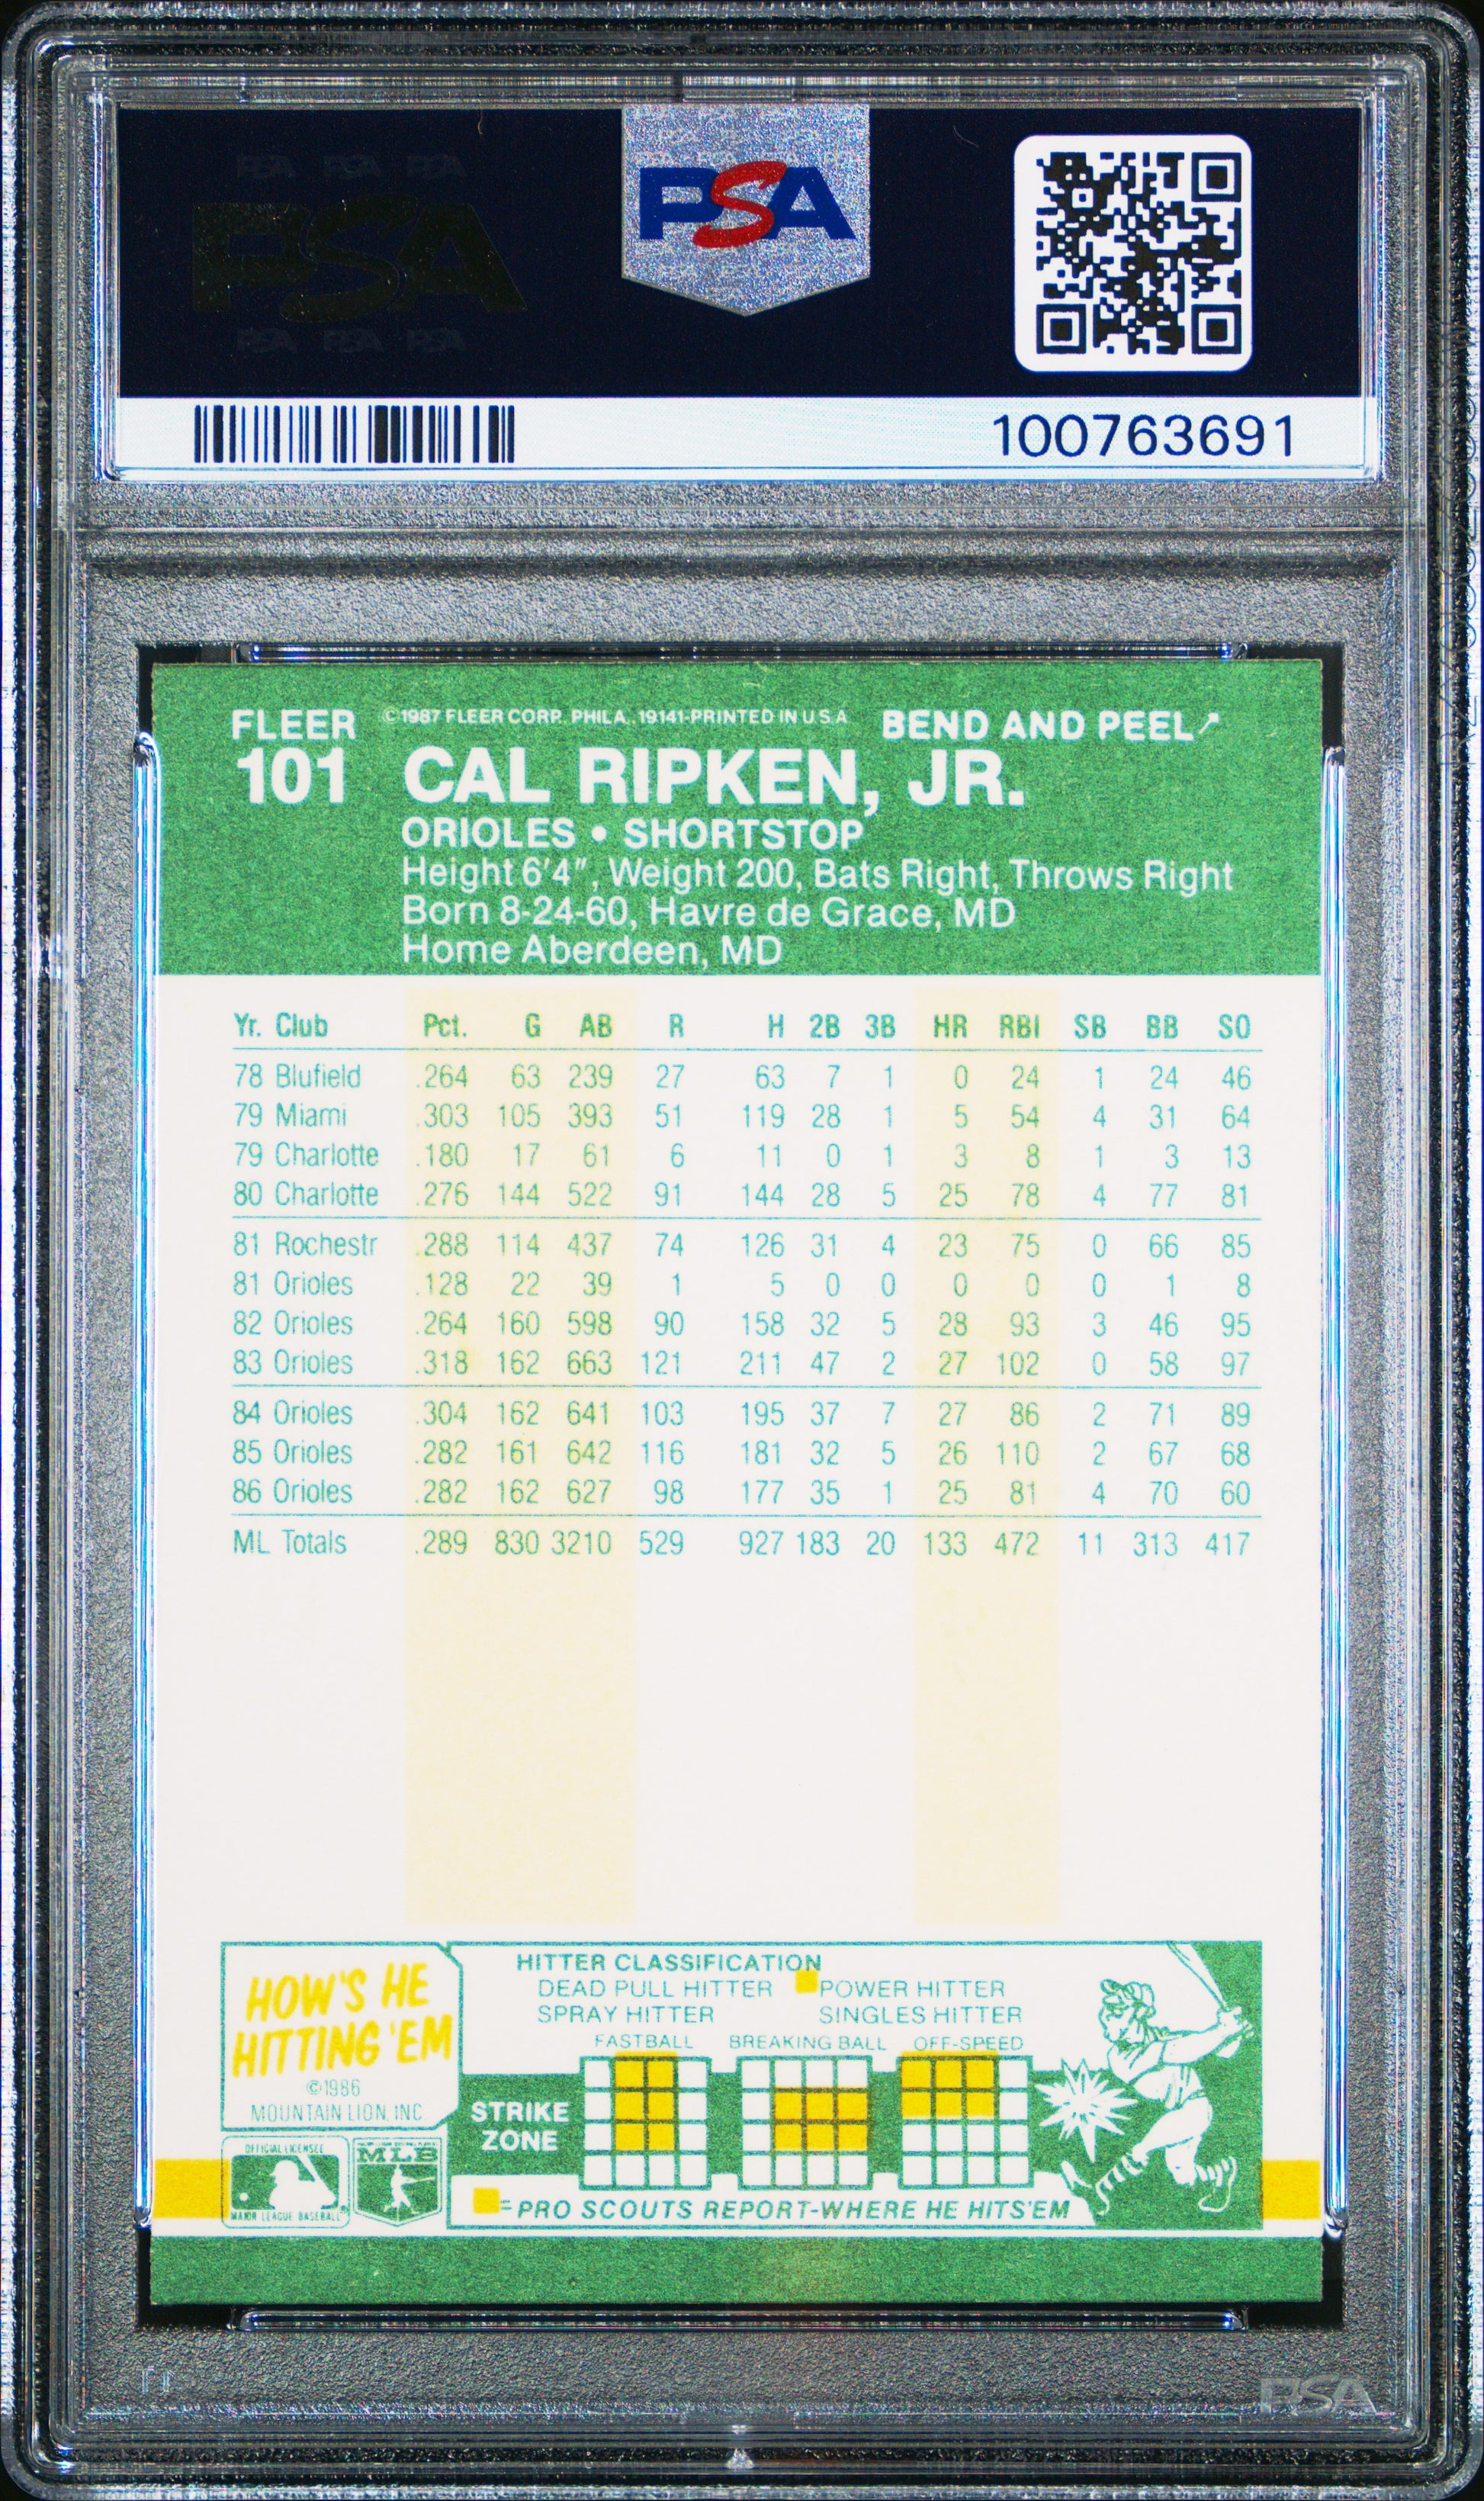 PSA PSA PSA
PSA
PSA PSA PSA
PSA
100763691
FLEER ©1987 FLEER CORP. PHILA., 19141-PRINTED IN U.S.A. BEND AND PEEL
101 CAL RIPKEN, JR.
ORIOLES • SHORTSTOP
Height 6'4", Weight 200, Bats Right, Throws Right
Born 8-24-60, Havre de Grace, MD
Home Aberdeen, MD
Yr. Club Pct. G AB R H 2B 3B HR RBI SB BB SO
78 Blufield .264 63 239 27 63 7 1 0 24 1 24 46
79 Miami .303 105 393 51 119 28 1 5 54 4 31 64
79 Charlotte .180 17 61 6 11 0 1 3 8 1 3 13
80 Charlotte .276 144 522 91 144 28 5 25 78 4 77 81
81 Rochestr .288 114 437 74 126 31 4 23 75 0 66 85
81 Orioles .128 22 39 1 5 0 0 0 0 0 1 8
82 Orioles .264 160 598 90 158 32 5 28 93 3 46 95
83 Orioles .318 162 663 121 211 47 2 27 102 0 58 97
84 Orioles .304 162 641 103 195 37 7 27 86 2 71 89
85 Orioles .282 161 642 116 181 32 5 26 110 2 67 68
86 Orioles .282 162 627 98 177 35 1 25 81 4 70 60
ML Totals .289 830 3210 529 927 183 20 133 472 11 313 417
HOW'S HE
HITTING 'EM
©1986
MOUNTAIN LION, INC.
HITTER CLASSIFICATION
DEAD PULL HITTER POWER HITTER
SPRAY HITTER SINGLES HITTER
FASTBALL BREAKING BALL OFF-SPEED
STRIKE
ZONE
OFFICIAL LICENSEE
MAJOR LEAGUE BASEBALL
MLB
=PRO SCOUTS REPORT-WHERE HE HITS'EM
PSA